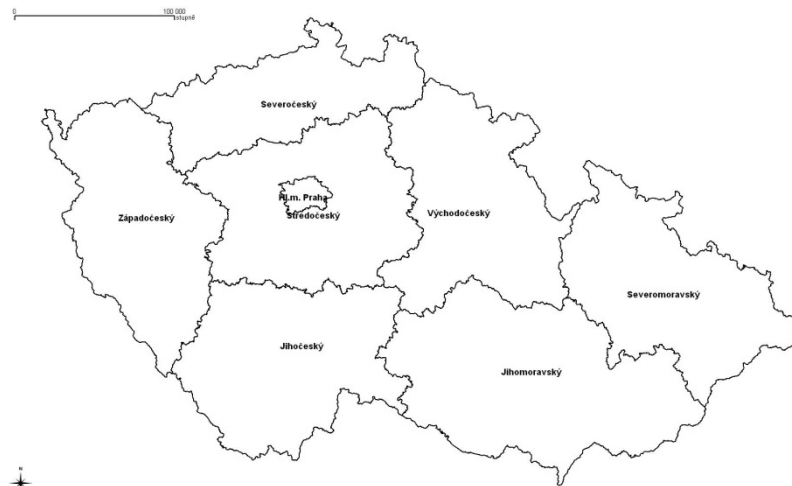 0 100 000
stupně
Severočeský
Hl.m. Praha
Středočeský
Západočeský
Východočeský
Severomoravský
Jihočeský
Jihomoravský
N